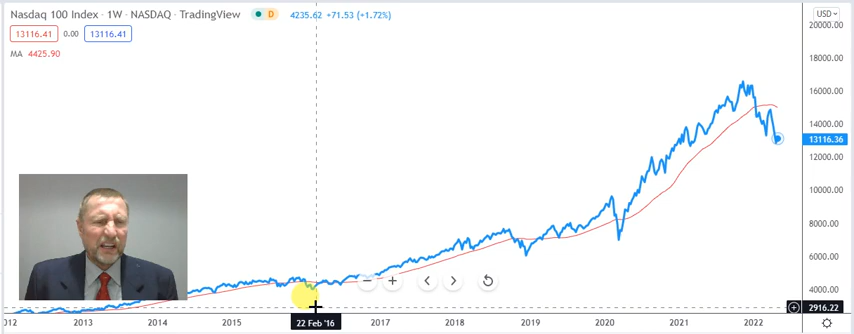 Nasdaq 100 Index · 1W · NASDAQ · TradingView D 4235.62 +71.53 (+1.72%) USD
13116.41 0.00 13116.41
MA 4425.90
20000.00
18000.00
16000.00
14000.00
13116.36
12000.00
10000.00
8000.00
6000.00
4000.00
2916.22
2012 2013 2014 2015 22 Feb '16 2017 2018 2019 2020 2021 2022